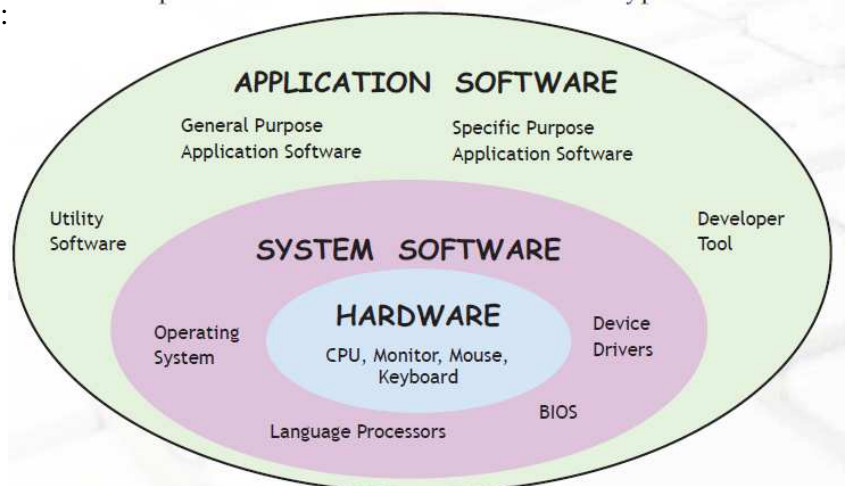 :
APPLICATION SOFTWARE
General Purpose
Application Software
Specific Purpose
Application Software
Utility
Software
Developer
Tool
SYSTEM SOFTWARE
Operating
System
HARDWARE
CPU, Monitor, Mouse,
Keyboard
Device
Drivers
BIOS
Language Processors